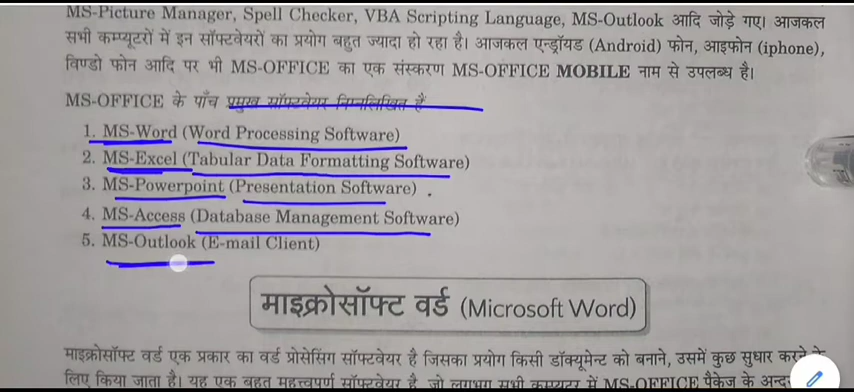 MS-Picture Manager, Spell Checker, VBA Scripting Language, MS-Outlook आदि जोड़े गए। आजकल
सभी कम्प्यूटरों में इन सॉफ्टवेयरों का प्रयोग बहुत ज्यादा हो रहा है। आजकल एन्ड्रॉयड (Android) फोन, आइफोन (iphone),
विण्डो फोन आदि पर भी MS-OFFICE का एक संस्करण MS-OFFICE MOBILE नाम से उपलब्ध है।
MS-OFFICE के पाँच प्रमुख सॉफ्टवेयर निम्नलिखित हैं
1. MS-Word (Word Processing Software)
2. MS-Excel (Tabular Data Formatting Software)
3. MS-Powerpoint (Presentation Software)
4. MS-Access (Database Management Software)
5. MS-Outlook (E-mail Client)
माइक्रोसॉफ्ट वर्ड (Microsoft Word)
माइक्रोसॉफ्ट वर्ड एक प्रकार का वर्ड प्रोसेसिंग सॉफ्टवेयर है जिसका प्रयोग किसी डॉक्यूमेन्ट को बनाने, उसमें कुछ सुधार करने के
लिए किया जाता है। यह एक बहुत महत्त्वपूर्ण सॉफ्टवेयर है, जो लगभग सभी कम्प्यूटर में MS-OFFICE पैकेज के अन्दर